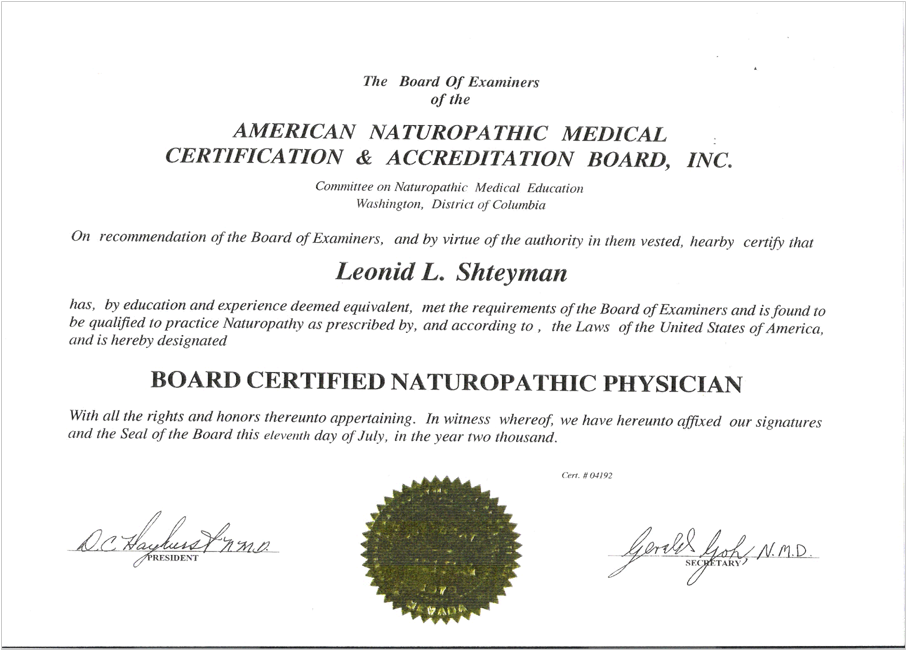 The Board Of Examiners
of the
AMERICAN NATUROPATHIC MEDICAL
CERTIFICATION & ACCREDITATION BOARD, INC.
Committee on Naturopathic Medical Education
Washington, District of Columbia
On recommendation of the Board of Examiners, and by virtue of the authority in them vested, hearby certify that
Leonid L. Shteyman
has, by education and experience deemed equivalent, met the requirements of the Board of Examiners and is found to
be qualified to practice Naturopathy as prescribed by, and according to , the Laws of the United States of America,
and is hereby designated
BOARD CERTIFIED NATUROPATHIC PHYSICIAN
With all the rights and honors thereunto appertaining. In witness whereof, we have hereunto affixed our signatures
and the Seal of the Board this eleventh day of July, in the year two thousand.
Cert. # 04192
D.C. Hayhurst N.M.D.
PRESIDENT
Gerald Goh, N.M.D.
SECRETARY
NEVADA